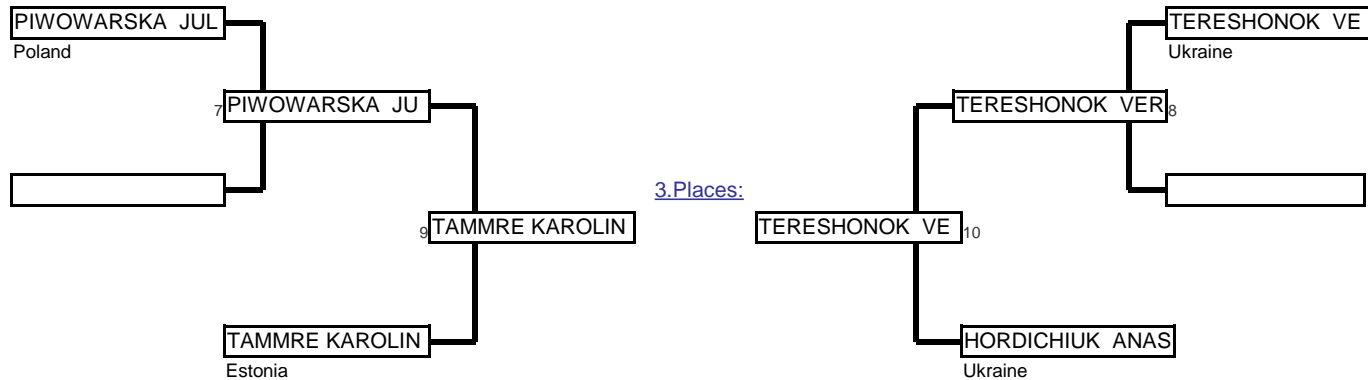 PIWOWARSKA JUL
Poland
7 PIWOWARSKA JU
9 TAMMRE KAROLIN
TAMMRE KAROLIN
Estonia
3.Places:
TERESHONOK VE
Ukraine
TERESHONOK VER 8
TERESHONOK VE 10
HORDICHIUK ANAS
Ukraine